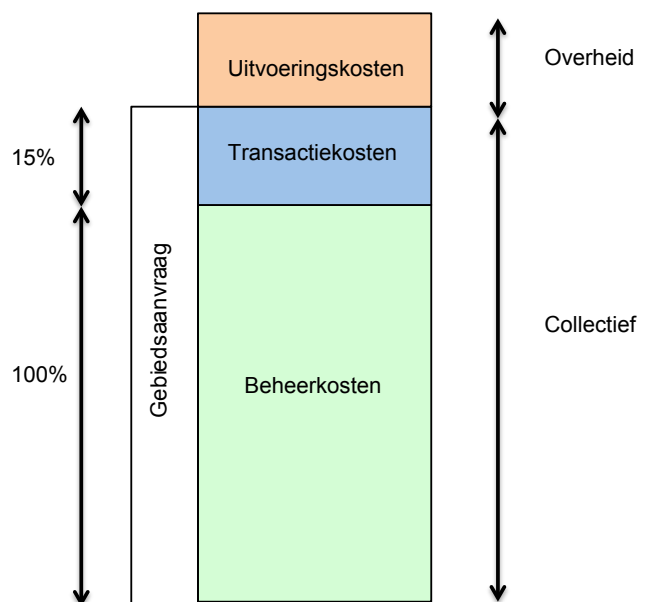 Uitvoeringskosten
Overheid
15%
Transactiekosten
Gebiedsaanvraag
Collectief
100%
Beheerkosten